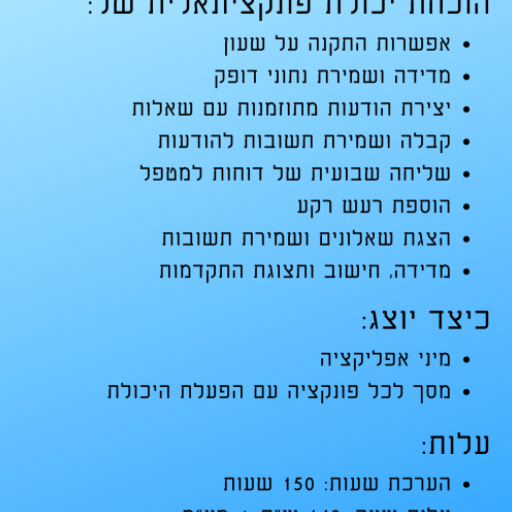 הוכחת יכולת פונקציונאלית של:
• אפשרות התקנה על שעון
• מדידה ושמירת נתוני דופק
• יצירת הודעות מתוזמנות עם שאלות
• קבלה ושמירת תשובות להודעות
• שליחה שבועית של דוחות למטפל
• הוספת רעש רקע
• הצגת שאלונים ושמירת תשובות
• מדידה, חישוב ותצוגת התקדמות
כיצד יוצג:
• מיני אפליקציה
• מסך לכל פונקציה עם הפעלת היכולת
עלות:
• הערכת שעות: 150 שעות